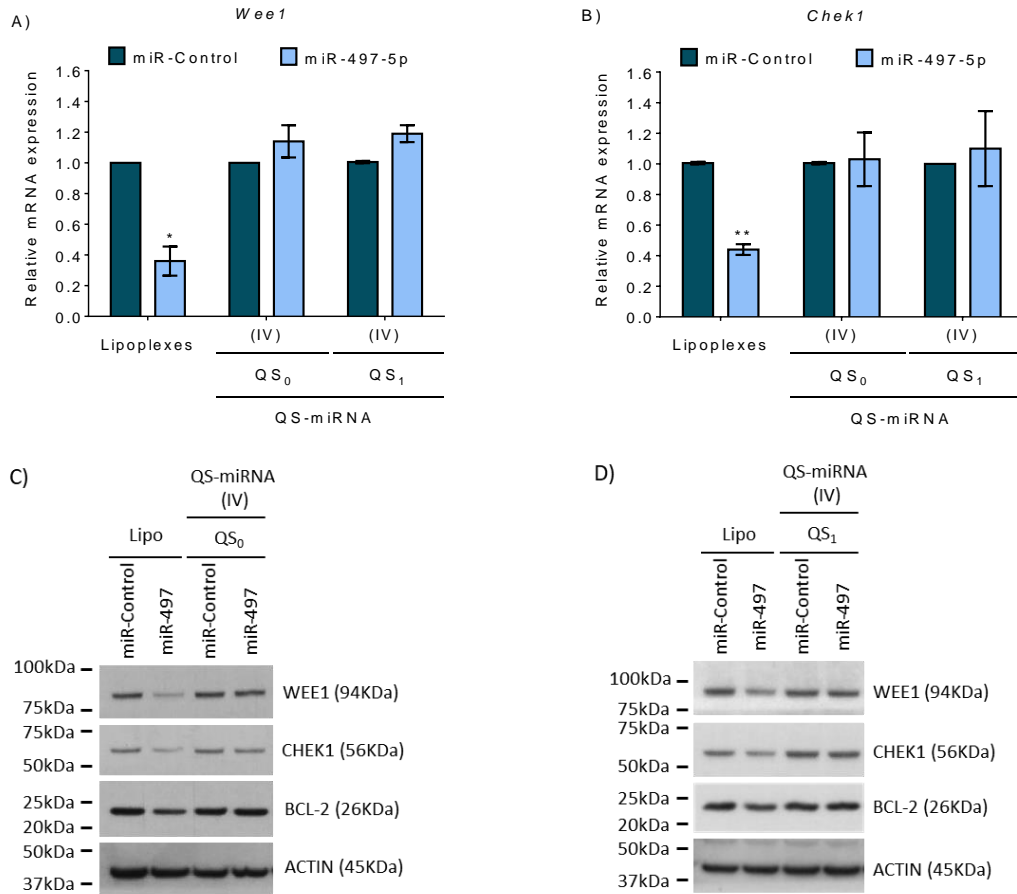 A)
Wee1
miR-Control miR-497-5p
Relative mRNA expression
1.6
1.4
1.2
1.0
0.8
0.6
0.4
0.2
0.0
*
Lipoplexes (IV) (IV)
QS0 QS1
QS-miRNA
B)
Chek1
miR-Control miR-497-5p
Relative mRNA expression
1.6
1.4
1.2
1.0
0.8
0.6
0.4
0.2
0.0
**
Lipoplexes (IV) (IV)
QS0 QS1
QS-miRNA
C)
QS-miRNA
(IV)
Lipo QS0
miR-Control miR-497 miR-Control miR-497
100kDa
75kDa
WEE1 (94KDa)
50kDa
CHEK1 (56KDa)
25kDa
20kDa
BCL-2 (26KDa)
50kDa
37kDa
ACTIN (45KDa)
D)
QS-miRNA
(IV)
Lipo QS1
miR-Control miR-497 miR-Control miR-497
100kDa
75kDa
WEE1 (94KDa)
75kDa
50kDa
CHEK1 (56KDa)
25kDa
20kDa
BCL-2 (26KDa)
50kDa
37kDa
ACTIN (45KDa)